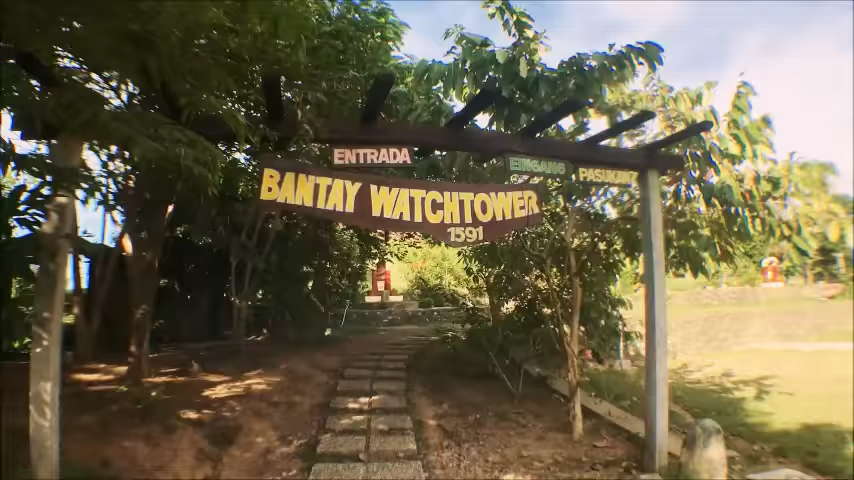 ENTRADA
EINGANG
PASUKAN
BANTAY WATCHTOWER
1591